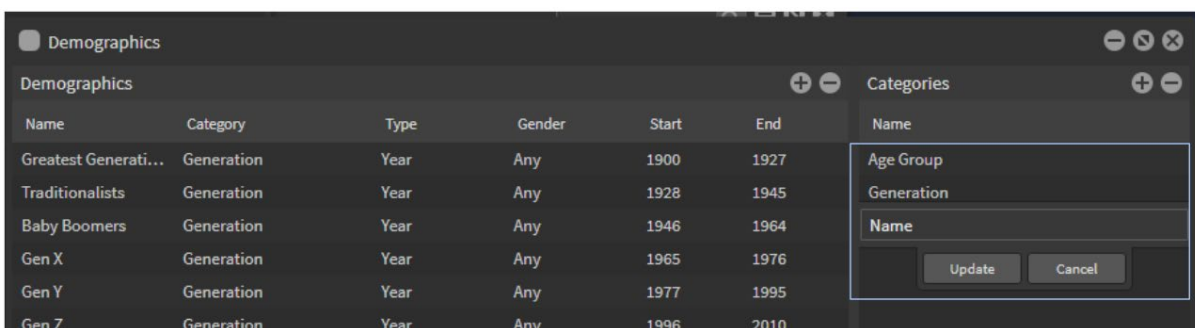 Demographics
Demographics Categories
Name Category Type Gender Start End Name
Greatest Generati... Generation Year Any 1900 1927 Age Group
Traditionalists Generation Year Any 1928 1945 Generation
Baby Boomers Generation Year Any 1946 1964 Name
Gen X Generation Year Any 1965 1976 Update Cancel
Gen Y Generation Year Any 1977 1995
Gen Z Generation Year Any 1996 2010